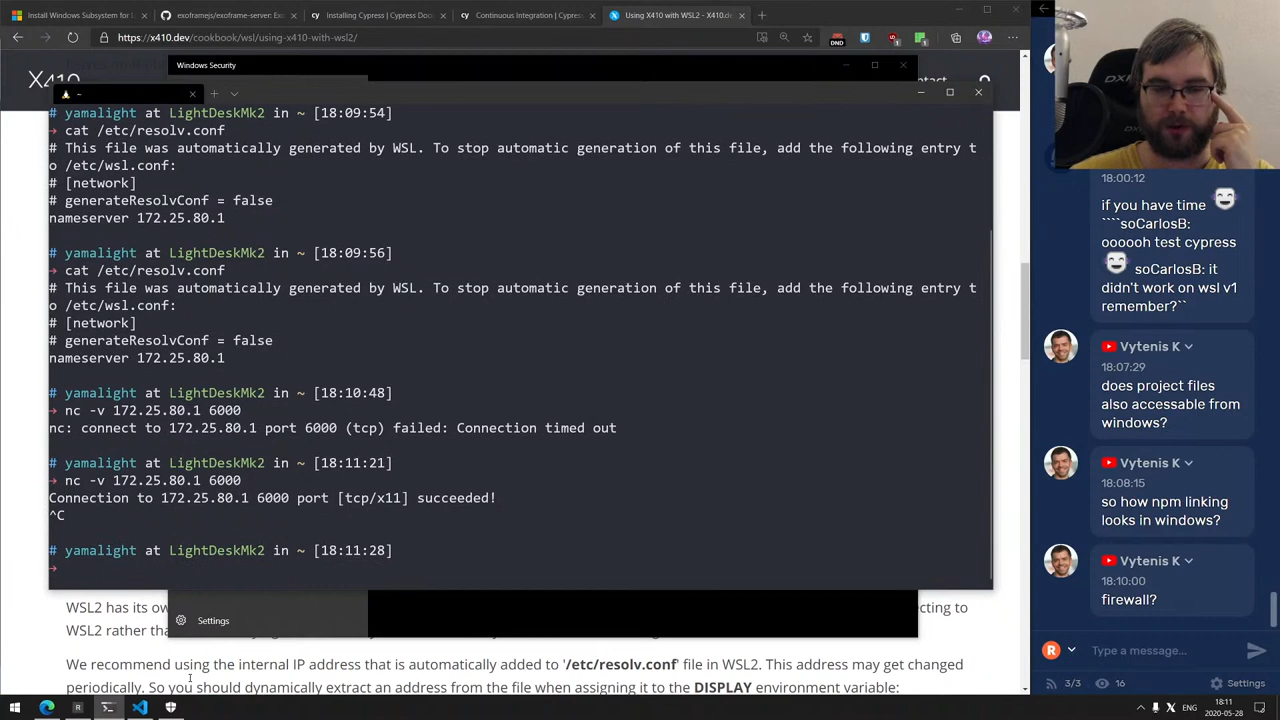 Install Windows Subsystem for
exoframejs/exoframe-server: Ex
Installing Cypress | Cypress Doc
Continuous Integration | Cypres
Using X410 with WSL2 - X410.de
https://x410.dev/cookbook/wsl/using-x410-with-wsl2/
DND
X410
Windows Security
~
# yamalight at LightDeskMk2 in ~ [18:09:54]
➜ cat /etc/resolv.conf
# This file was automatically generated by WSL. To stop automatic generation of this file, add the following entry t
o /etc/wsl.conf:
# [network]
# generateResolvConf = false
nameserver 172.25.80.1
# yamalight at LightDeskMk2 in ~ [18:09:56]
➜ cat /etc/resolv.conf
# This file was automatically generated by WSL. To stop automatic generation of this file, add the following entry t
o /etc/wsl.conf:
# [network]
# generateResolvConf = false
nameserver 172.25.80.1
# yamalight at LightDeskMk2 in ~ [18:10:48]
➜ nc -v 172.25.80.1 6000
nc: connect to 172.25.80.1 port 6000 (tcp) failed: Connection timed out
# yamalight at LightDeskMk2 in ~ [18:11:21]
➜ nc -v 172.25.80.1 6000
Connection to 172.25.80.1 6000 port [tcp/x11] succeeded!
^C
# yamalight at LightDeskMk2 in ~ [18:11:28]
➜
WSL2 has its ow
ecting to
Settings
WSL2 rather tha
We recommend using the internal IP address that is automatically added to '/etc/resolv.conf' file in WSL2. This address may get changed
periodically. So you should dynamically extract an address from the file when assigning it to the DISPLAY environment variable:
18:00:12
if you have time
````soCarlosB:
oooooh test cypress
soCarlosB: it
didn't work on wsl v1
remember?``
Vytenis K
18:07:29
does project files
also accessable from
windows?
Vytenis K
18:08:15
so how npm linking
looks in windows?
Vytenis K
18:10:00
firewall?
R
Type a message...
3/3
16
Settings
ENG
18:11
2020-05-28